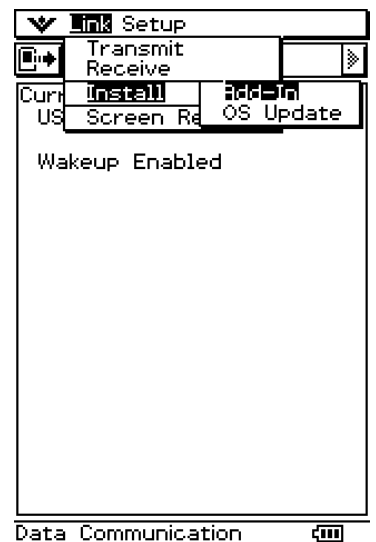 Link Setup
Transmit
Receive
Curr
Install
Add-In
US
Screen Re
OS Update
Wakeup Enabled
Data Communication